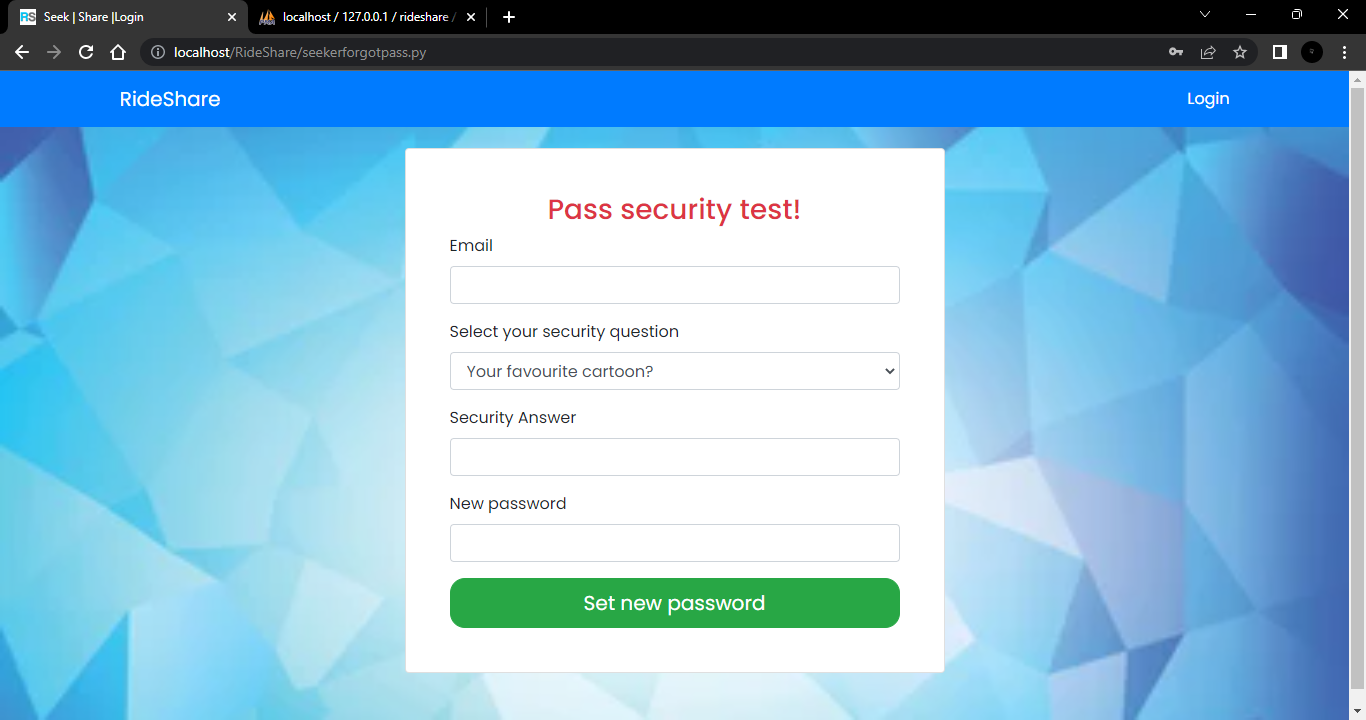 RS Seek | Share |Login
localhost / 127.0.0.1 / rideshare /
localhost/RideShare/seekerforgotpass.py
RideShare
Login
Pass security test!
Email
Select your security question
Your favourite cartoon?
Security Answer
New password
Set new password